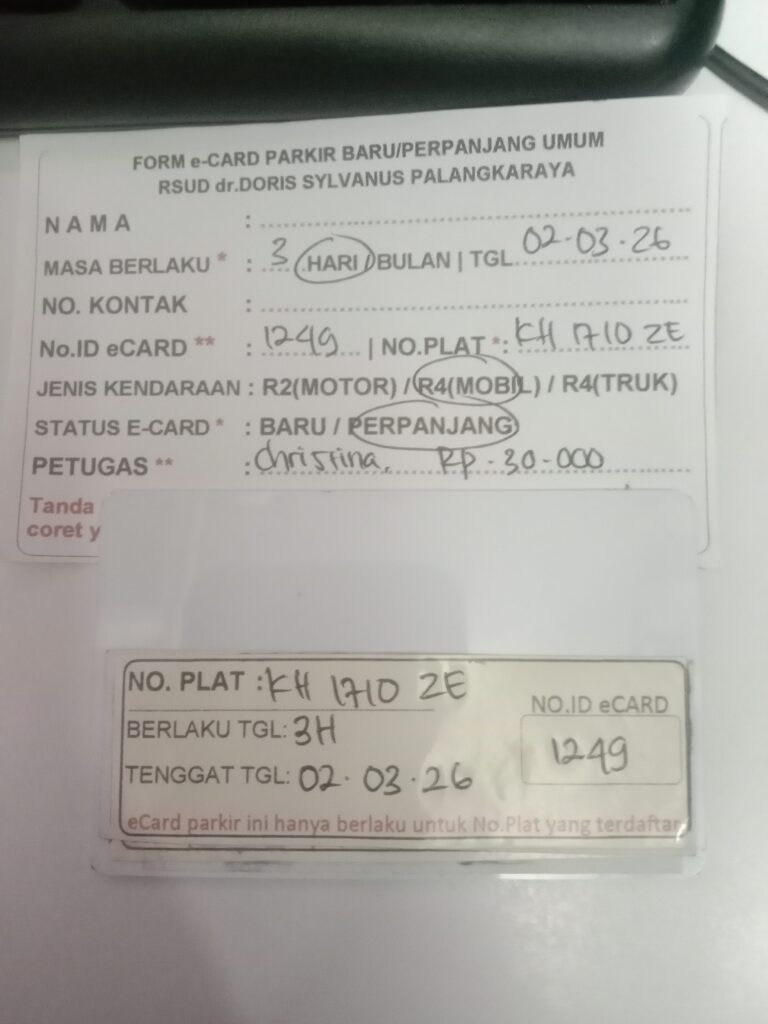 FORM e-CARD PARKIR BARU/PERPANJANG UMUM
RSUD dr.DORIS SYLVANUS PALANGKARAYA
N A M A :
MASA BERLAKU * : 3 HARI/BULAN | TGL 02-03-26
NO. KONTAK :
No.ID eCARD ** : 1249 | NO.PLAT *: KH 1710 ZE
JENIS KENDARAAN : R2(MOTOR) / R4(MOBIL) / R4(TRUK)
STATUS E-CARD * : BARU / PERPANJANG
PETUGAS ** : Christina, Rp-30-000
Tanda
coret y
NO. PLAT : KH 1710 ZE
BERLAKU TGL: 3H
TENGGAT TGL: 02-03-26
NO.ID eCARD
1249
eCard parkir ini hanya berlaku untuk No.Plat yang terdaftar